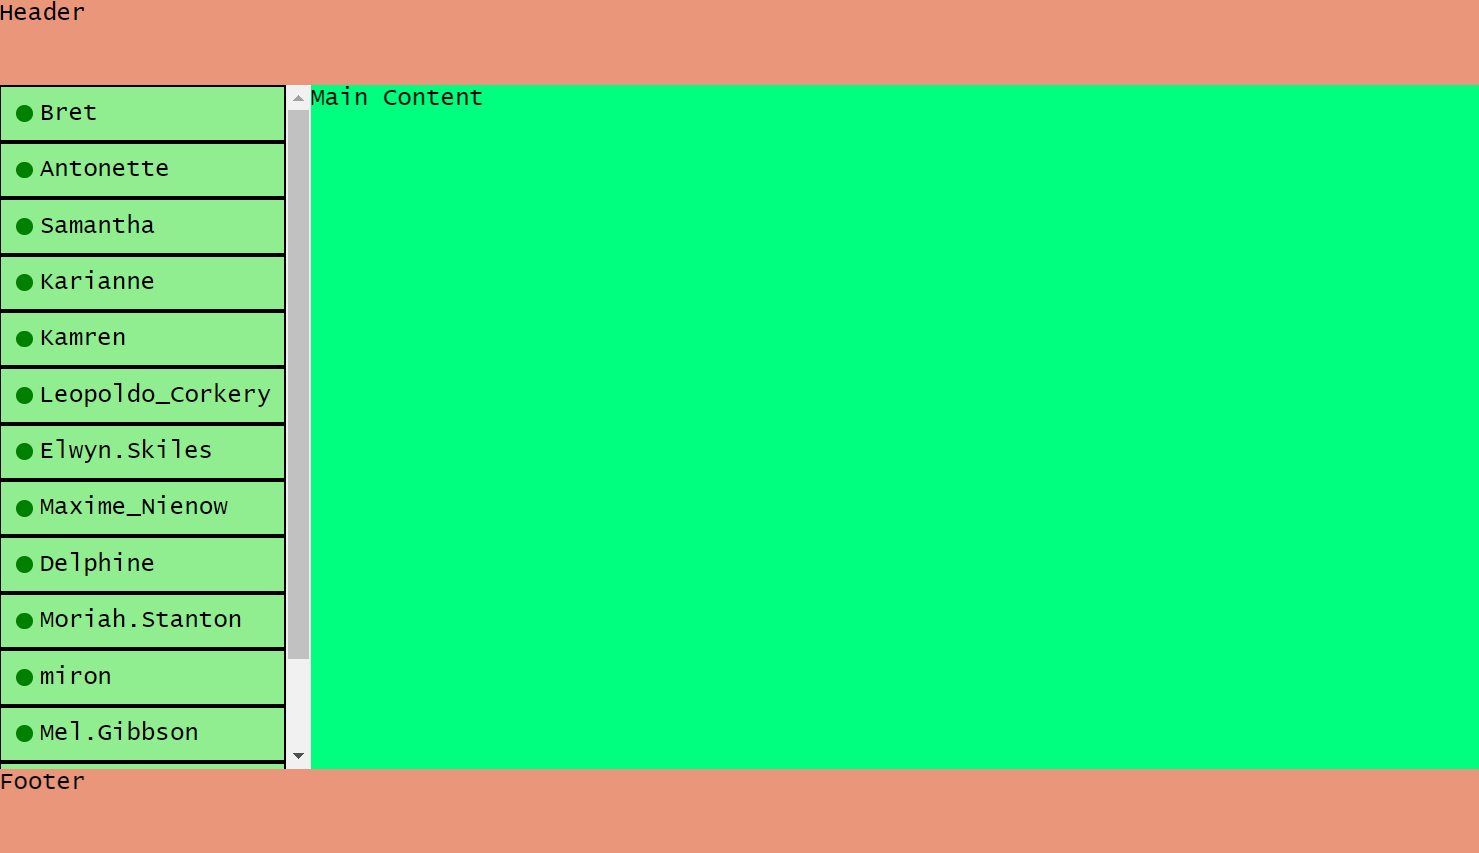 Header
Bret
Antonette
Samantha
Karianne
Kamren
Leopoldo_Corkery
Elwyn.Skiles
Maxime_Nienow
Delphine
Moriah.Stanton
miron
Mel.Gibbson
Main Content
Footer